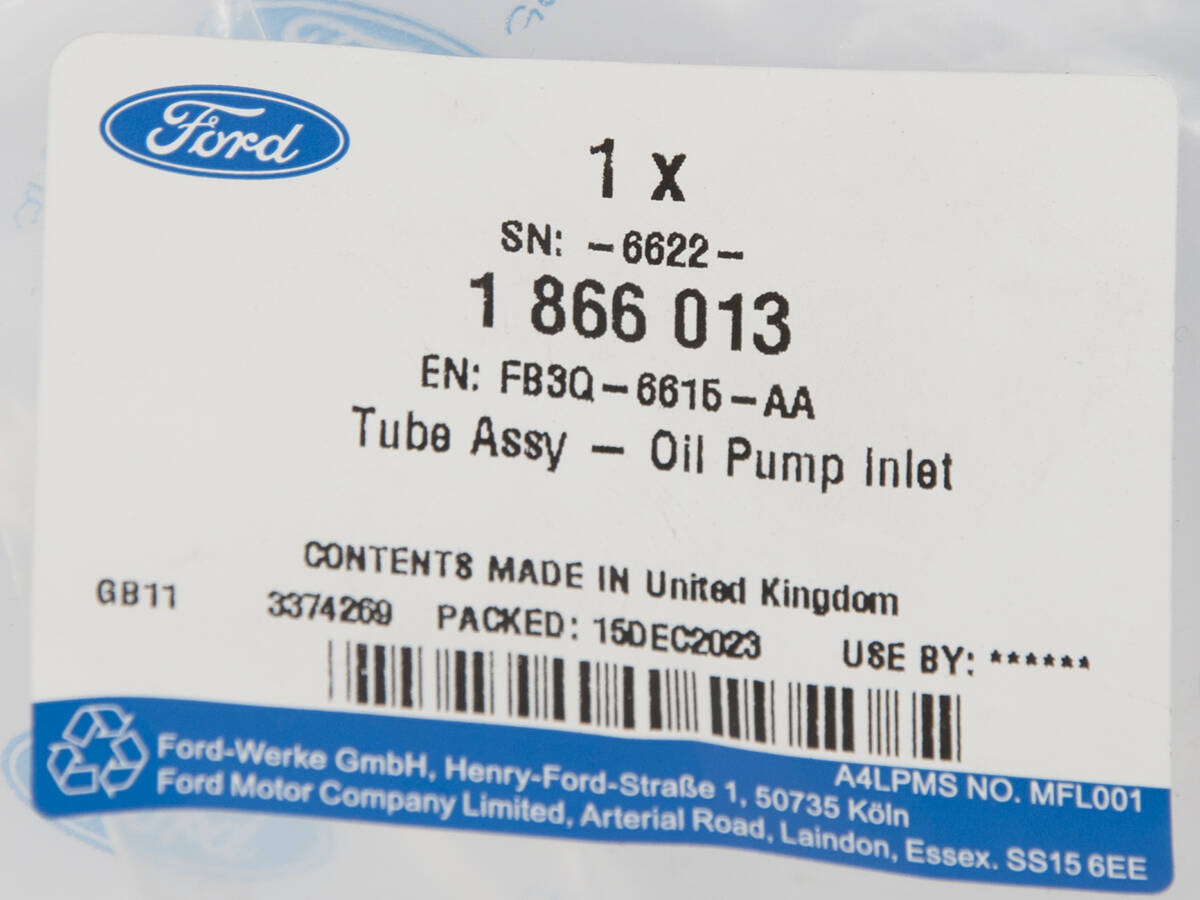 Ford
1 x
SN: -6622-
1 866 013
EN: FB3Q-6615-AA
Tube Assy - Oil Pump Inlet
CONTENTS MADE IN United Kingdom
GB11 3374269 PACKED: 15DEC2023 USE BY: ******
A4LPMS NO. MFL001
Ford-Werke GmbH, Henry-Ford-Straße 1, 50735 Köln
Ford Motor Company Limited, Arterial Road, Laindon, Essex. SS15 6EE